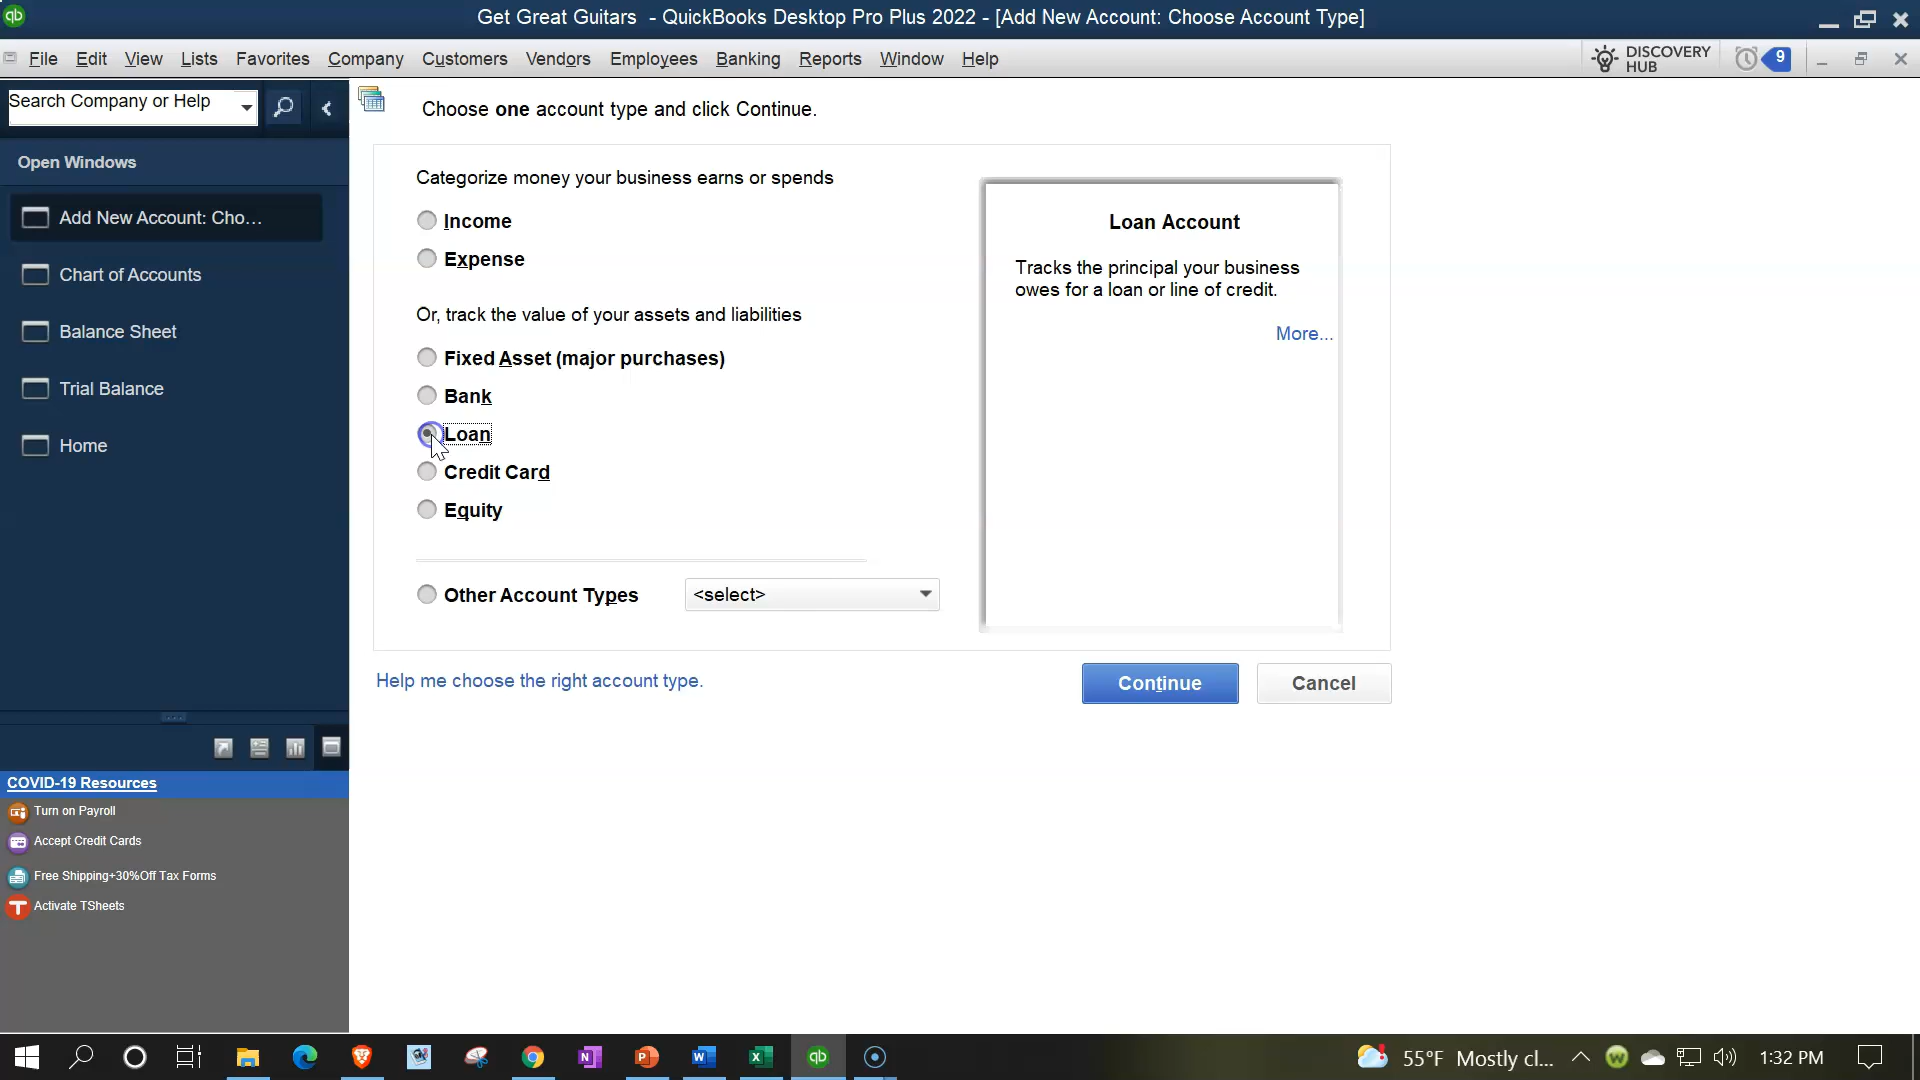 qb
Get Great Guitars - QuickBooks Desktop Pro Plus 2022 - [Add New Account: Choose Account Type]
File Edit View Lists Favorites Company Customers Vendors Employees Banking Reports Window Help
DISCOVERY HUB
9
Search Company or Help
Open Windows
Add New Account: Cho...
Chart of Accounts
Balance Sheet
Trial Balance
Home
COVID-19 Resources
Turn on Payroll
Accept Credit Cards
Free Shipping+30%Off Tax Forms
Activate TSheets
Choose one account type and click Continue.
Categorize money your business earns or spends
Income
Expense
Or, track the value of your assets and liabilities
Fixed Asset (major purchases)
Bank
Loan
Credit Card
Equity
Other Account Types
<select>
Loan Account
Tracks the principal your business
owes for a loan or line of credit.
More...
Help me choose the right account type.
Continue
Cancel
55°F Mostly cl...
1:32 PM